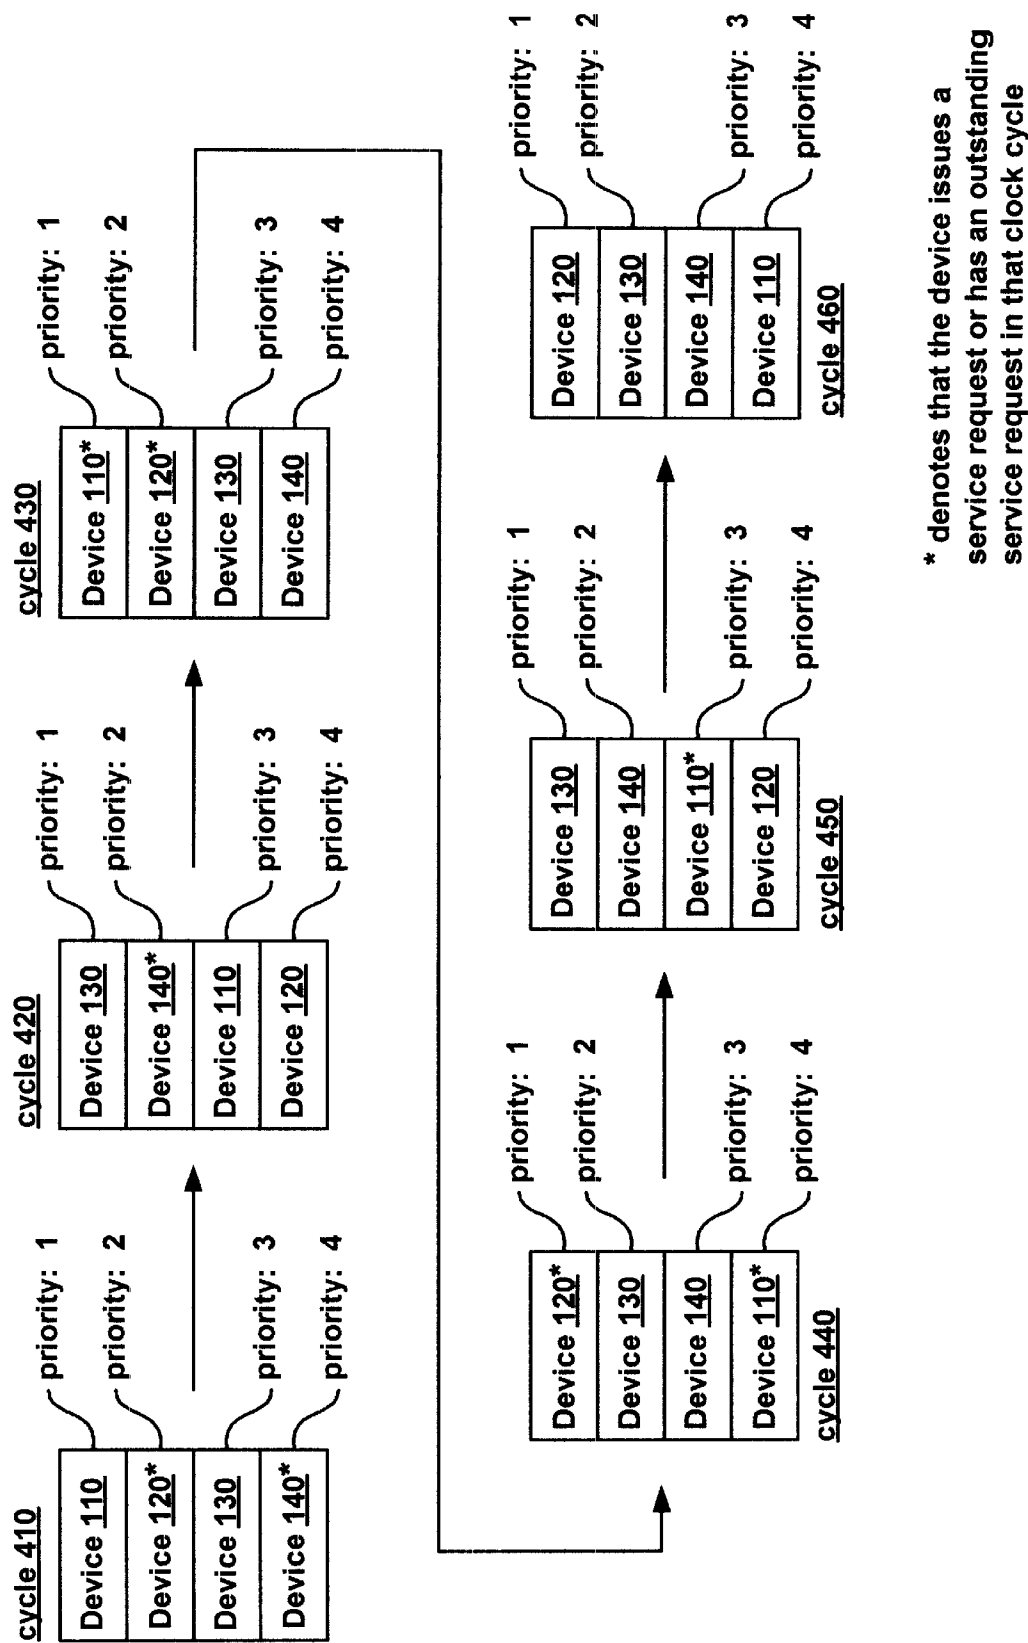 cycle 410
Device 110
Device 120*
Device 130
Device 140*
priority: 1
priority: 2
priority: 3
priority: 4
cycle 420
Device 130
Device 140*
Device 110
Device 120
priority: 1
priority: 2
priority: 3
priority: 4
cycle 430
Device 110*
Device 120*
Device 130
Device 140
priority: 1
priority: 2
priority: 3
priority: 4
Device 120*
Device 130
Device 140
Device 110*
priority: 1
priority: 2
priority: 3
priority: 4
cycle 440
Device 130
Device 140
Device 110*
Device 120
priority: 1
priority: 2
priority: 3
priority: 4
cycle 450
Device 120
Device 130
Device 140
Device 110
priority: 1
priority: 2
priority: 3
priority: 4
cycle 460
* denotes that the device issues a
service request or has an outstanding
service request in that clock cycle